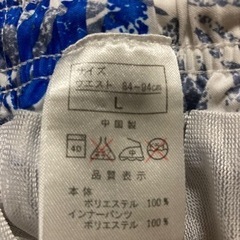 サイズ
ウエスト 84~94cm
L
中国製
40
品質表示
本体
ポリエステル 100%
インナーパンツ
ポリエステル 100%